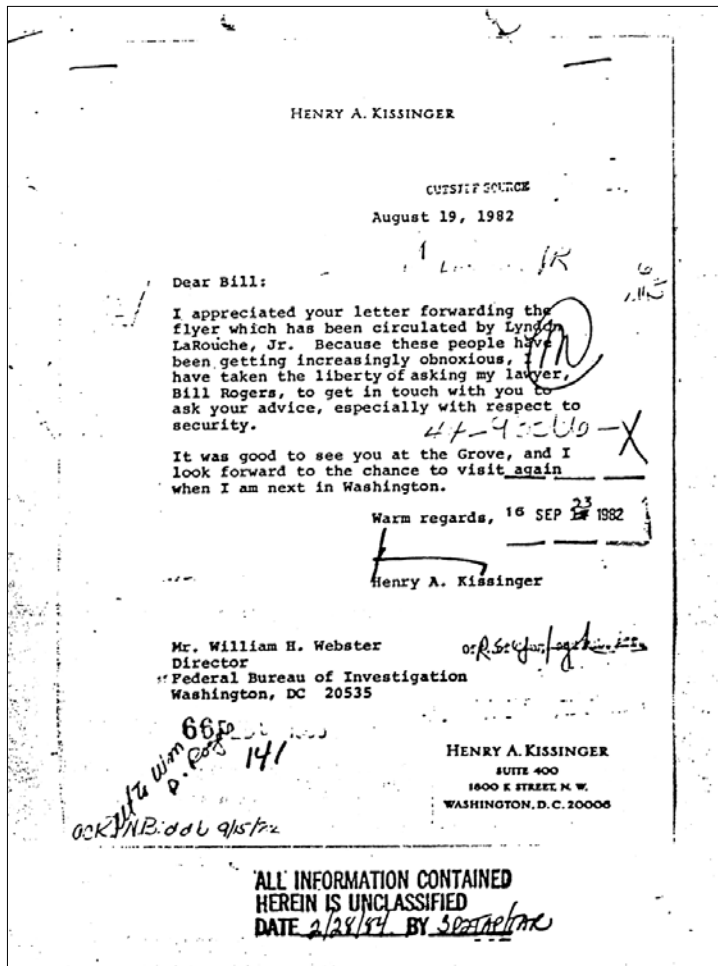 HENRY A. KISSINGER
OUTSIDE SOURCE
August 19, 1982
Dear Bill:
I appreciated your letter forwarding the
flyer which has been circulated by Lyndon
LaRouche, Jr. Because these people have
been getting increasingly obnoxious, I
have taken the liberty of asking my lawyer,
Bill Rogers, to get in touch with you to
ask your advice, especially with respect to
security.
It was good to see you at the Grove, and I
look forward to the chance to visit again
when I am next in Washington.
Warm regards,
16 SEP 23 1982
Henry A. Kissinger
Mr. William H. Webster
Director
Federal Bureau of Investigation
Washington, DC 20535
66
141
HENRY A. KISSINGER
SUITE 400
1800 K STREET, N. W.
WASHINGTON, D. C. 20006
ALL INFORMATION CONTAINED
HEREIN IS UNCLASSIFIED
DATE 2/28/84 BY